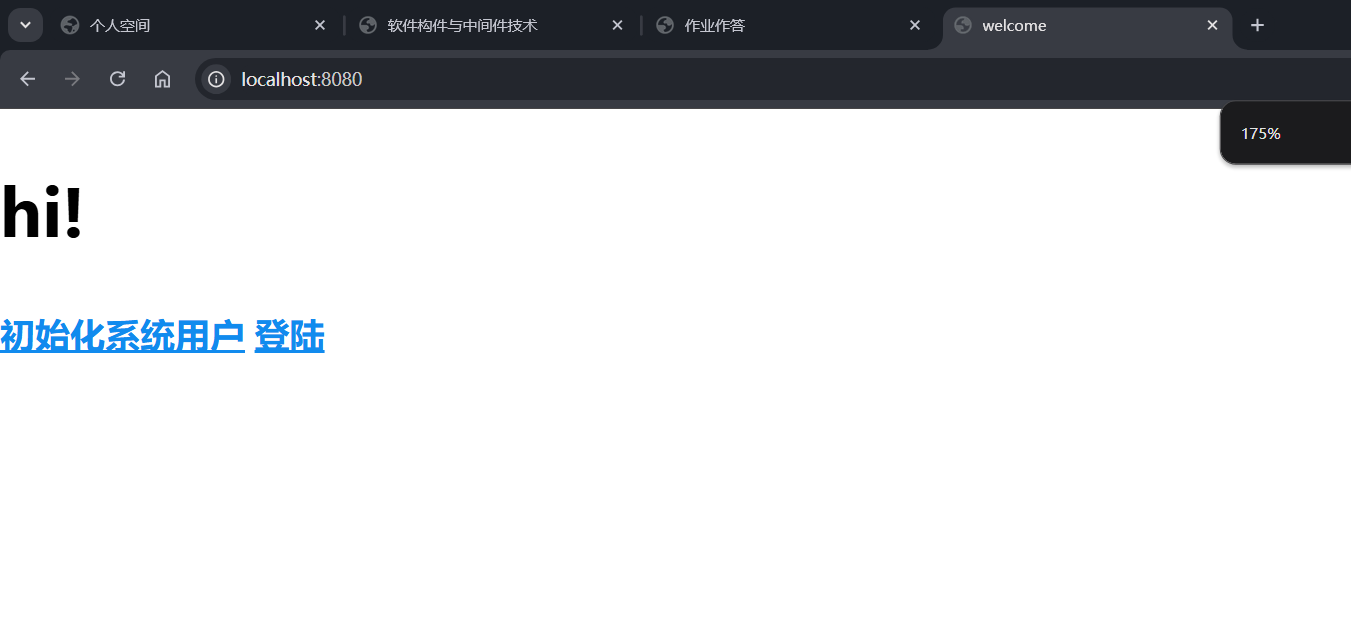 个人空间 软件构件与中间件技术 作业作答 welcome
localhost:8080
175%
hi!
初始化系统用户 登陆